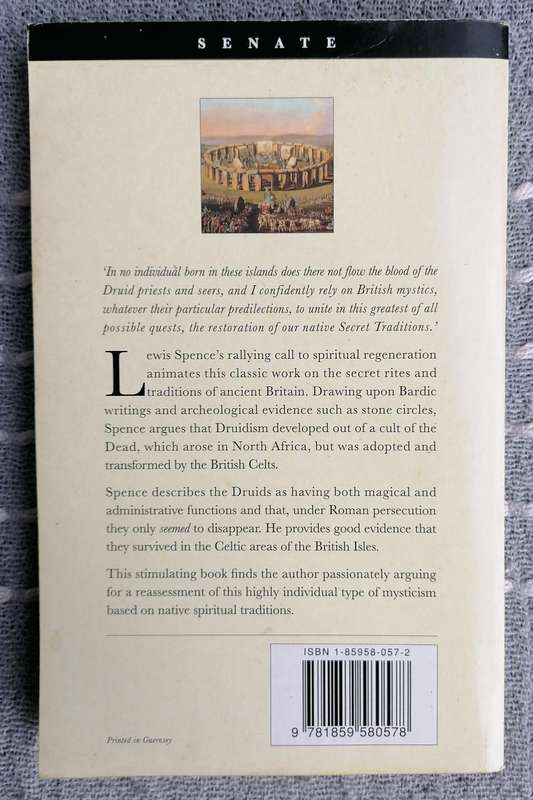 SENATE
‘In no individual born in these islands does there not flow the blood of the
Druid priests and seers, and I confidently rely on British mystics,
whatever their particular predilections, to unite in this greatest of all
possible quests, the restoration of our native Secret Traditions.’
Lewis Spence’s rallying call to spiritual regeneration
animates this classic work on the secret rites and
traditions of ancient Britain. Drawing upon Bardic
writings and archeological evidence such as stone circles,
Spence argues that Druidism developed out of a cult of the
Dead, which arose in North Africa, but was adopted and
transformed by the British Celts.
Spence describes the Druids as having both magical and
administrative functions and that, under Roman persecution
they only seemed to disappear. He provides good evidence that
they survived in the Celtic areas of the British Isles.
This stimulating book finds the author passionately arguing
for a reassessment of this highly individual type of mysticism
based on native spiritual traditions.
ISBN 1-85958-057-2
9 781859 580578
Printed in Guernsey